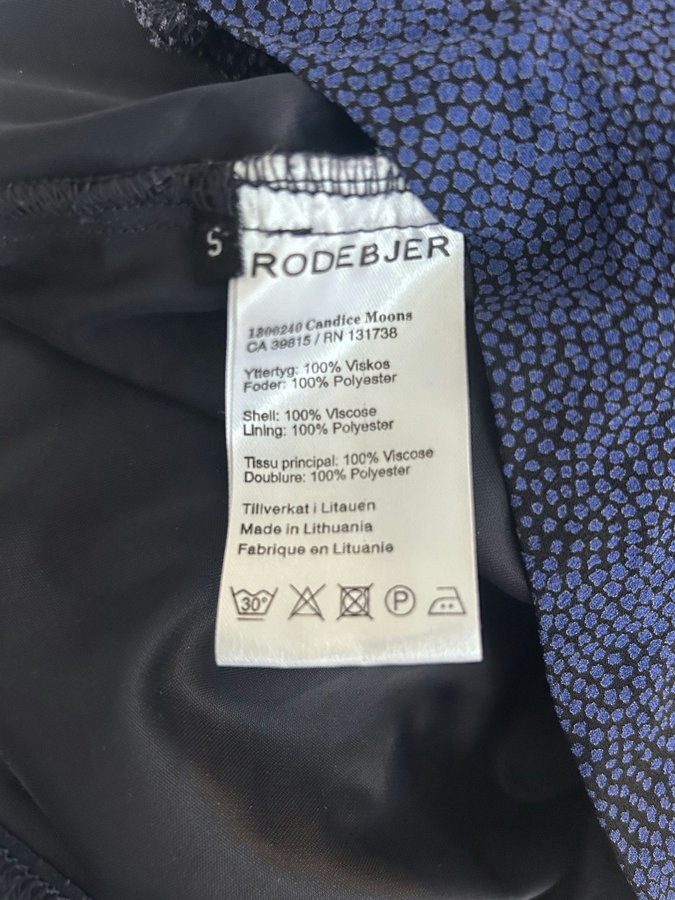 S
RODEBJER
1806240 Candice Moons
CA 39815 / RN 131738
Yttertyg: 100% Viskos
Foder: 100% Polyester
Shell: 100% Viscose
Lining: 100% Polyester
Tissu principal: 100% Viscose
Doublure: 100% Polyester
Tillverkat i Litauen
Made in Lithuania
Fabrique en Lituanie
30° P